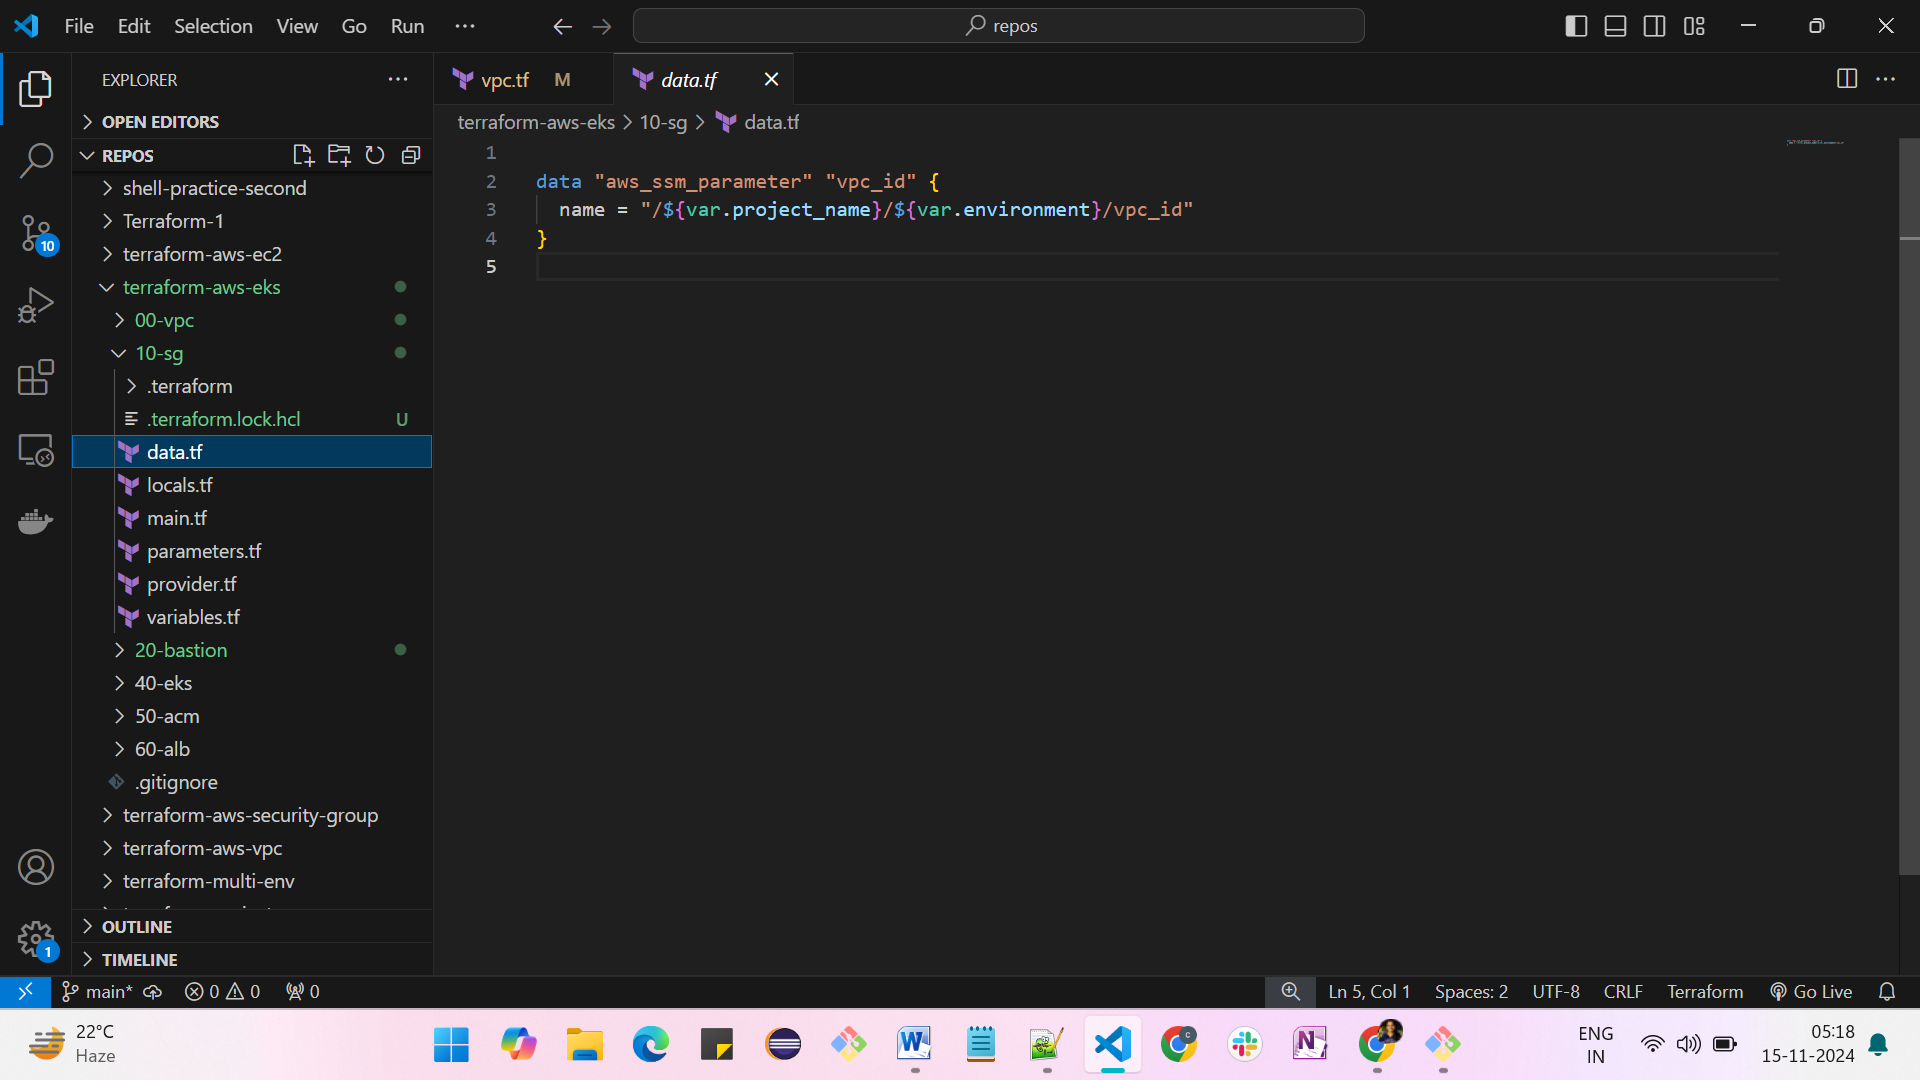 File Edit Selection View Go Run ··· repos
EXPLORER ···
OPEN EDITORS
REPOS
shell-practice-second
Terraform-1
terraform-aws-ec2
terraform-aws-eks
00-vpc
10-sg
.terraform
.terraform.lock.hcl U
data.tf
locals.tf
main.tf
parameters.tf
provider.tf
variables.tf
20-bastion
40-eks
50-acm
60-alb
.gitignore
terraform-aws-security-group
terraform-aws-vpc
terraform-multi-env
OUTLINE
TIMELINE
10
1
vpc.tf M data.tf
terraform-aws-eks > 10-sg > data.tf
1
2 data "aws_ssm_parameter" "vpc_id" {
3 name = "/${var.project_name}/${var.environment}/vpc_id"
4 }
5
main* 0 0 0 Ln 5, Col 1 Spaces: 2 UTF-8 CRLF Terraform Go Live
22°C
Haze
ENG
IN
05:18
15-11-2024